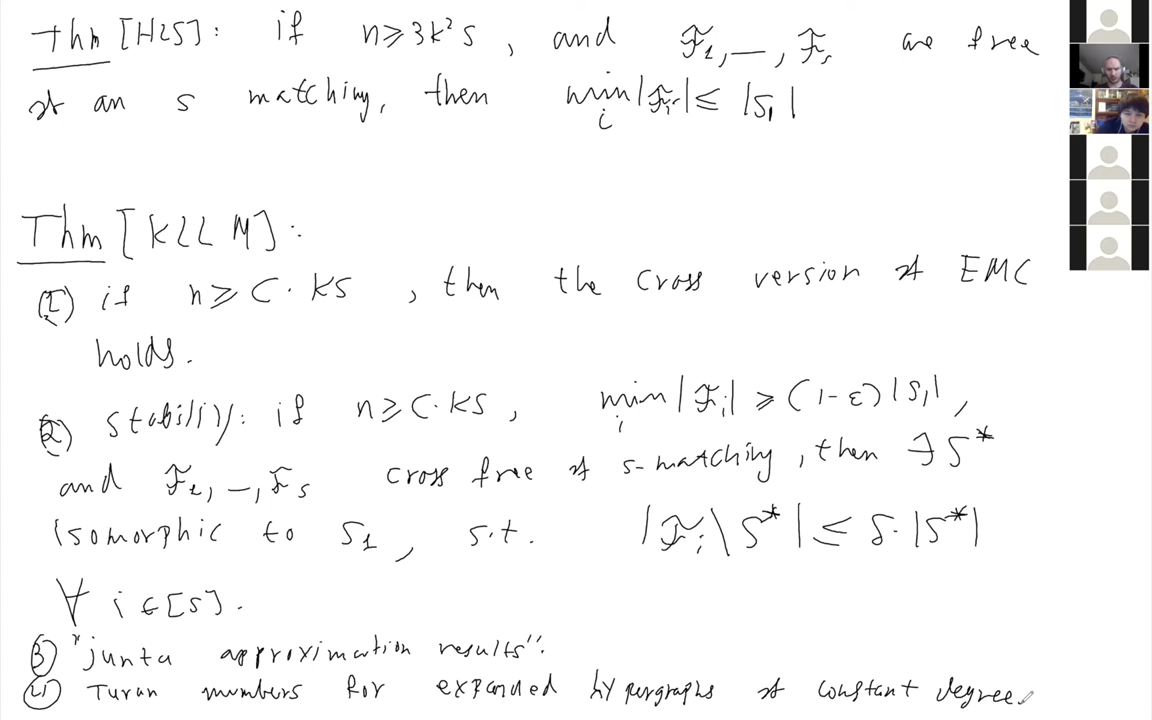 Thm [HLS]: if n ≥ 3k²s, and F₁, —, Fₛ are free
of an s matching, then min_i |Fᵢ| ≤ |S₁|
Thm [KLLM]:
(1) if n ≥ C·ks, then the cross version of EMC
holds.
(2) stability: if n ≥ C·ks, min_i |Fᵢ| ≥ (1-ε)|S₁|,
and F₁, —, Fₛ cross free of s-matching, then ∃ S*
isomorphic to S₁, s.t. |Fᵢ \ S*| ≤ δ·|S*|
∀ i ∈ [s].
(3) "junta approximation results".
(4) Turan numbers for expanded hypergraphs of constant degree.